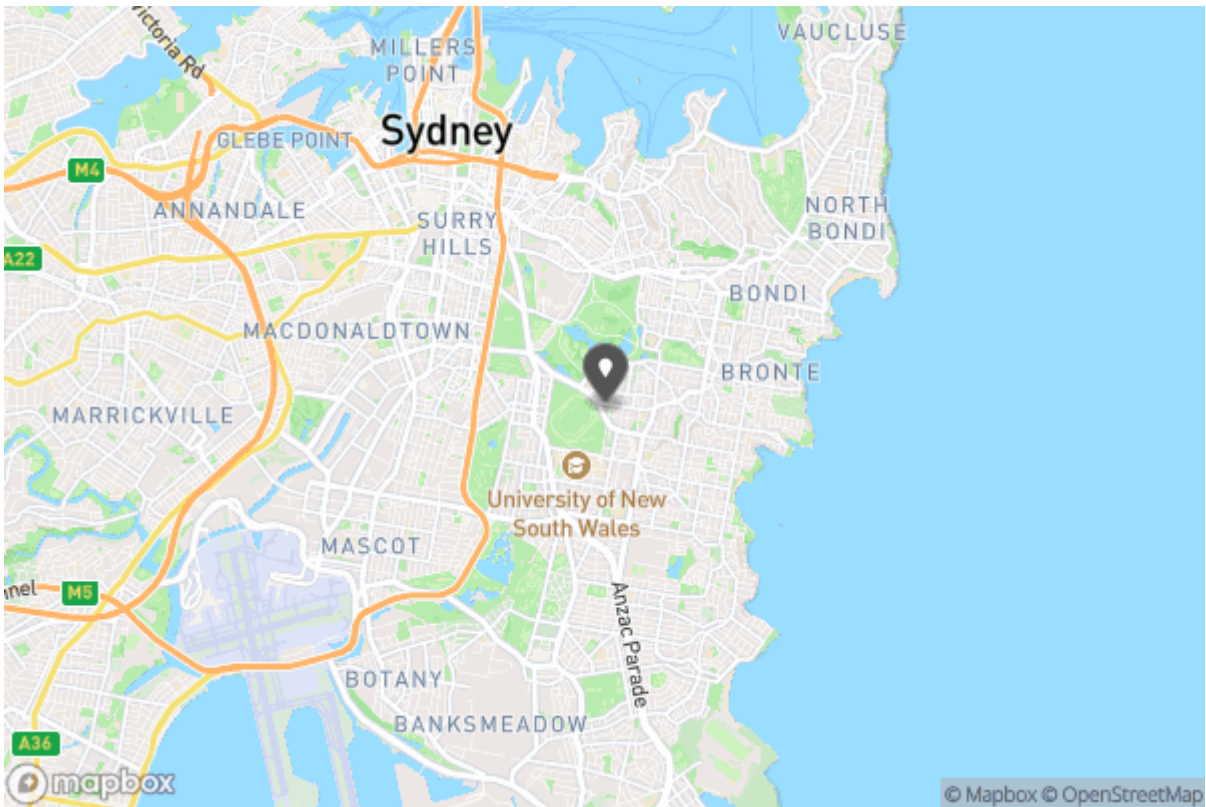 VAUCLUSE
Victoria Rd
MILLERS
POINT
Sydney
GLEBE POINT
M4
ANNANDALE
SURRY
HILLS
NORTH
BONDI
A22
BONDI
MACDONALDTOWN
BRONTE
MARRICKVILLE
University of New
South Wales
MASCOT
nnel
M5
Anzac Parade
BOTANY
BANKSMEADOW
A36
mapbox
© Mapbox © OpenStreetMap